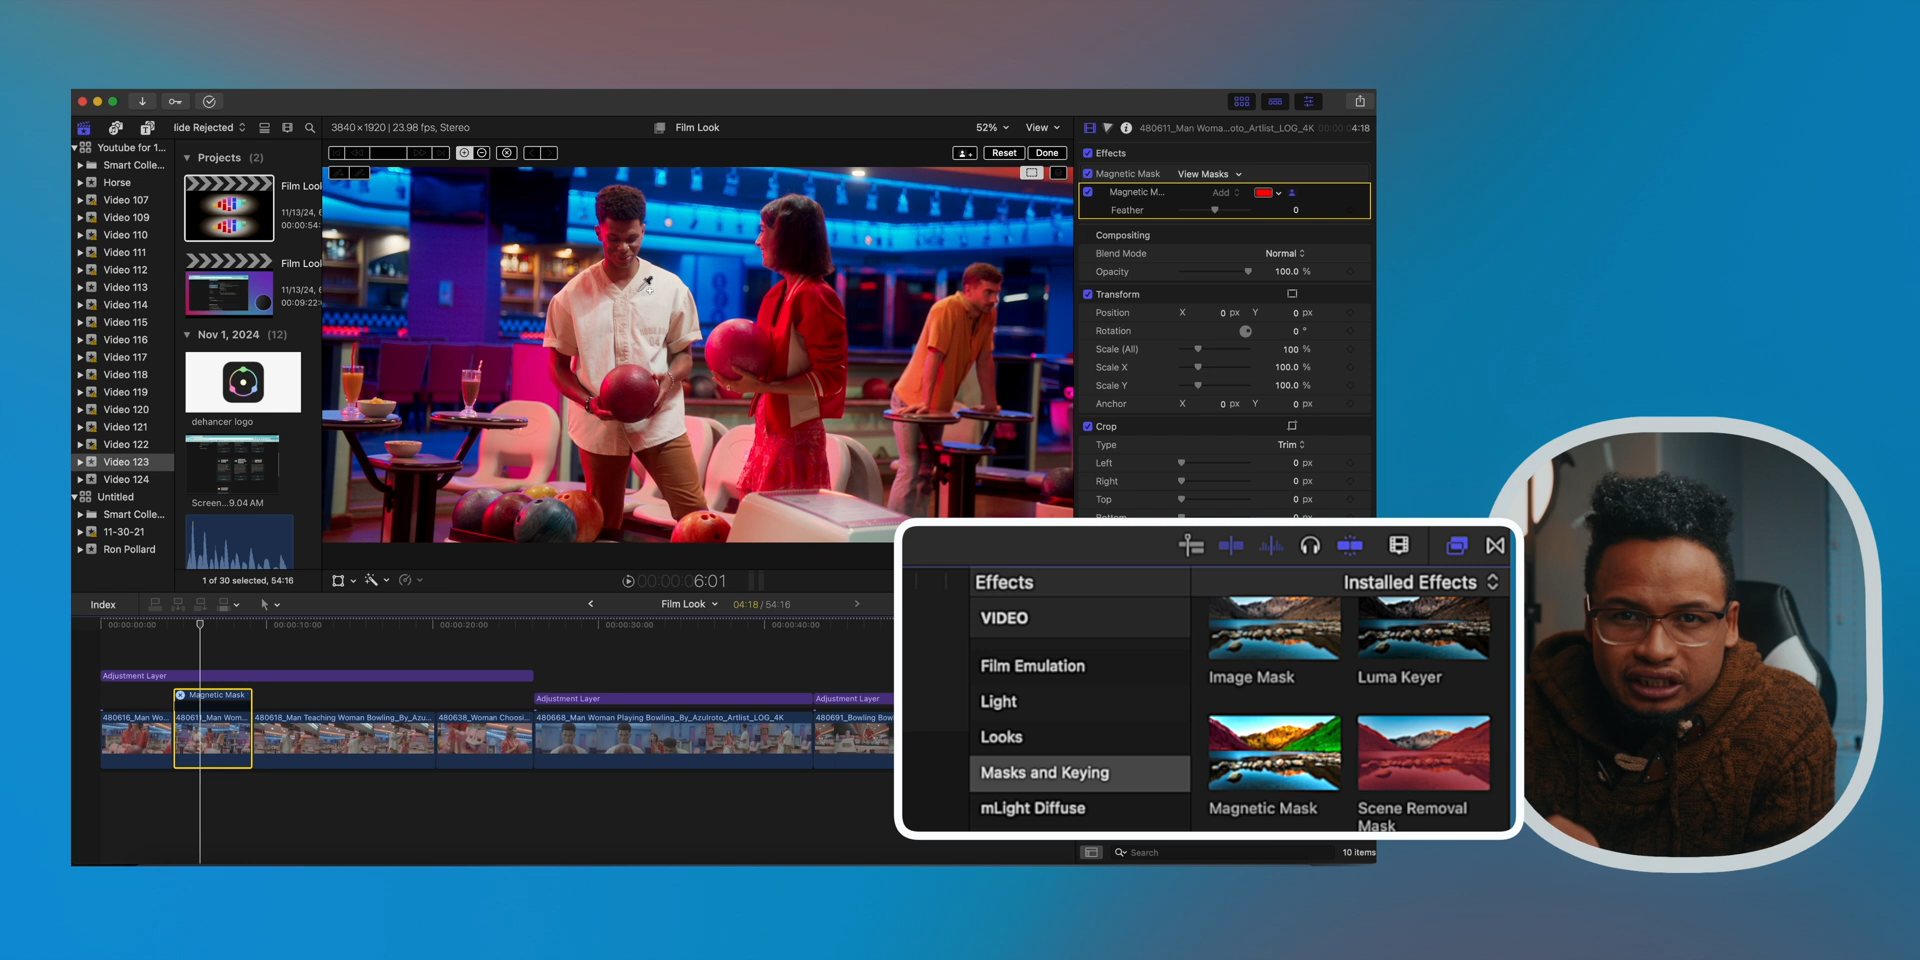 lide Rejected
3840 × 1920 | 23.98 fps, Stereo
Film Look
52%
View
480611_Man Woma...oto_Artlist_LOG_4K
4:18
Youtube for 1...
Smart Colle...
Horse
Video 107
Video 109
Video 110
Video 111
Video 112
Video 113
Video 114
Video 115
Video 116
Video 117
Video 118
Video 119
Video 120
Video 121
Video 122
Video 123
Video 124
Untitled
Smart Colle...
11-30-21
Ron Pollard
Projects (2)
Film Lool
11/13/24, 6
00:00:54:
Film Lool
11/13/24, 6
00:09:22:
Nov 1, 2024 (12)
dehancer logo
Screen...9.04 AM
1 of 30 selected, 54:16
Reset
Done
Effects
Magnetic Mask
View Masks
Magnetic M...
Add
Feather
0
Compositing
Blend Mode
Normal
Opacity
100.0 %
Transform
Position
X
0 px
Y
0 px
Rotation
0 °
Scale (All)
100 %
Scale X
100.0 %
Scale Y
100.0 %
Anchor
X
0 px
Y
0 px
Crop
Type
Trim
Left
0 px
Right
0 px
Top
0 px
00:00:0 6:01
Index
Film Look
04:18 / 54:16
00:00:00:00
00:00:10:00
00:00:20:00
00:00:30:00
00:00:40:00
Adjustment Layer
Magnetic Mask
Adjustment Layer
Adjustment Layer
480616_Man Wo...
480611_Man Wom...
480618_Man Teaching Woman Bowling_By_Azu...
480638_Woman Choosi...
480668_Man Woman Playing Bowling_By_Azulroto_Artlist_LOG_4K
480691_Bowling Bow
Effects
Installed Effects
VIDEO
Film Emulation
Light
Looks
Masks and Keying
mLight Diffuse
Image Mask
Luma Keyer
Magnetic Mask
Scene Removal
Mask
Search
10 items